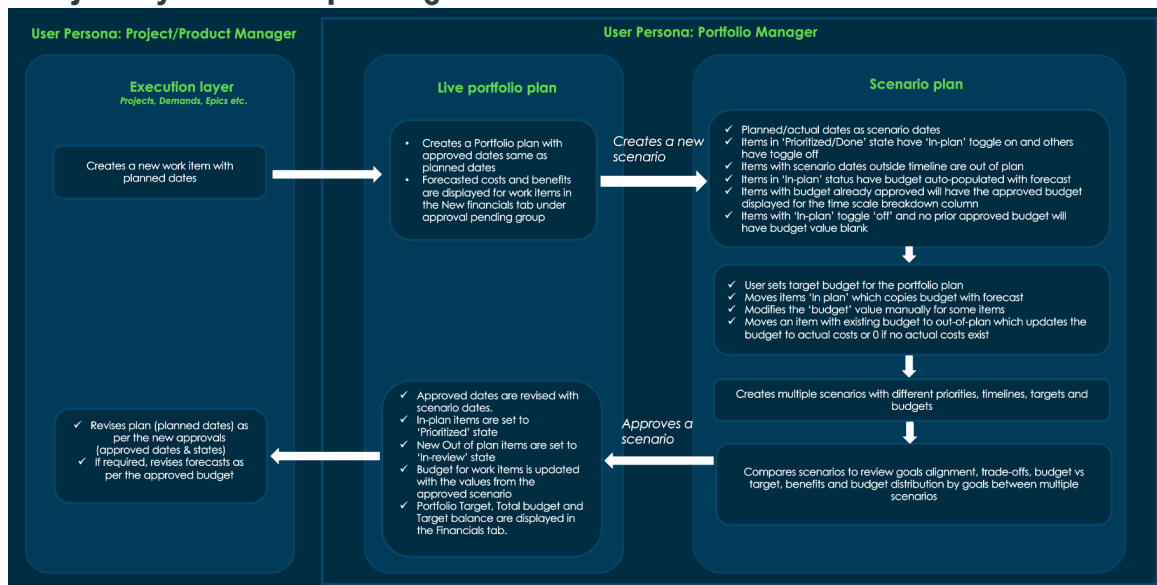 User Persona: Project/Product Manager
User Persona: Portfolio Manager
Execution layer
Projects, Demands, Epics etc.
Live portfolio plan
Scenario plan
Creates a new work item with
planned dates
• Creates a Portfolio plan with
approved dates same as
planned dates
• Forecasted costs and benefits
are displayed for work items in
the New financials tab under
approval pending group
Creates a new
scenario
✓ Planned/actual dates as scenario dates
✓ Items in ‘Prioritized/Done’ state have ‘In-plan’ toggle on and others
have toggle off
✓ Items with scenario dates outside timeline are out of plan
✓ Items in ‘In-plan’ status have budget auto-populated with forecast
✓ Items with budget already approved will have the approved budget
displayed for the time scale breakdown column
✓ Items with ‘In-plan’ toggle ‘off’ and no prior approved budget will
have budget value blank
✓ User sets target budget for the portfolio plan
✓ Moves items ‘In plan’ which copies budget with forecast
✓ Modifies the ‘budget’ value manually for some items
✓ Moves an item with existing budget to out-of-plan which updates the
budget to actual costs or 0 if no actual costs exist
Creates multiple scenarios with different priorities, timelines, targets and
budgets
Compares scenarios to review goals alignment, trade-offs, budget vs
target, benefits and budget distribution by goals between multiple
scenarios
Approves a
scenario
✓ Approved dates are revised with
scenario dates.
✓ In-plan items are set to
‘Prioritized’ state
✓ New Out of plan items are set to
‘In-review’ state
✓ Budget for work items is updated
with the values from the
approved scenario
✓ Portfolio Target, Total budget and
Target balance are displayed in
the Financials tab.
✓ Revises plan (planned dates) as
per the new approvals
(approved dates & states)
✓ If required, revises forecasts as
per the approved budget